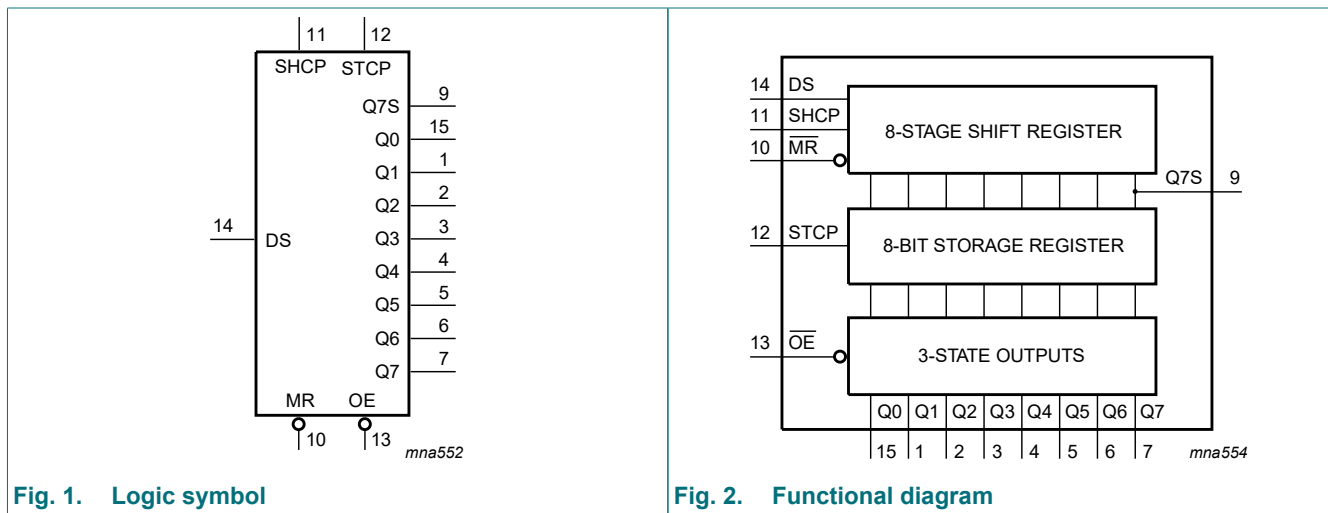 11 12
SHCP STCP
Q7S 9
Q0 15
Q1 1
Q2 2
14 DS
Q3 3
Q4 4
Q5 5
Q6 6
Q7 7
MR OE
10 13
mna552
Fig. 1. Logic symbol
14 DS
11 SHCP
8-STAGE SHIFT REGISTER
10 MR
Q7S 9
12 STCP
8-BIT STORAGE REGISTER
13 OE
3-STATE OUTPUTS
Q0 Q1 Q2 Q3 Q4 Q5 Q6 Q7
15 1 2 3 4 5 6 7
mna554
Fig. 2. Functional diagram